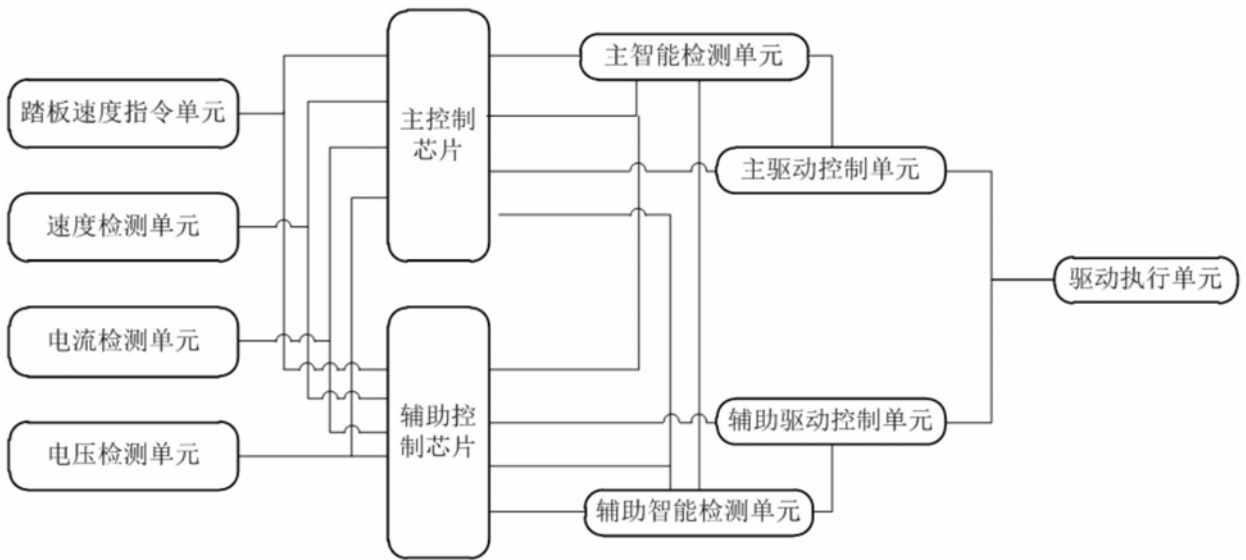 踏板速度指令单元
速度检测单元
电流检测单元
电压检测单元
主控制
芯片
辅助控
制芯片
主智能检测单元
主驱动控制单元
辅助驱动控制单元
辅助智能检测单元
驱动执行单元